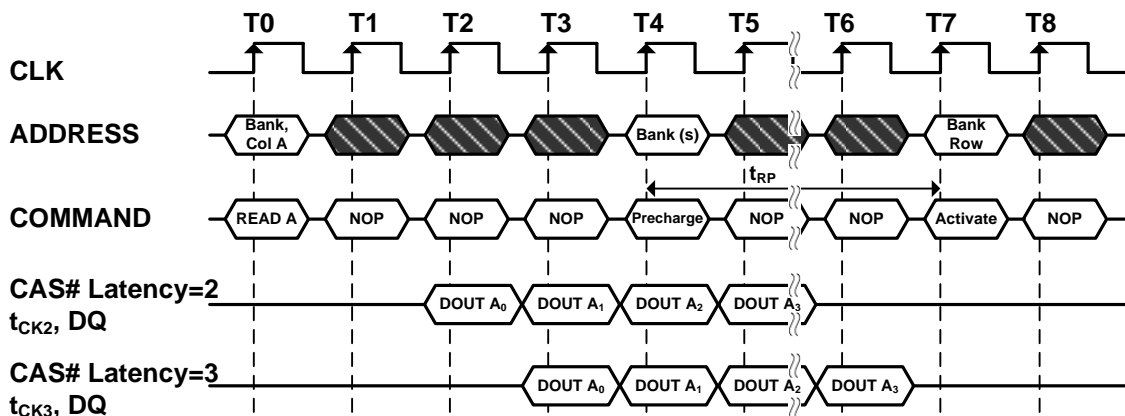 T0 T1 T2 T3 T4 T5 T6 T7 T8
CLK
ADDRESS
Bank,
Col A
Bank (s)
Bank
Row
tRP
COMMAND
READ A NOP NOP NOP Precharge NOP NOP Activate NOP
CAS# Latency=2
tCK2, DQ
DOUT A0 DOUT A1 DOUT A2 DOUT A3
CAS# Latency=3
tCK3, DQ
DOUT A0 DOUT A1 DOUT A2 DOUT A3